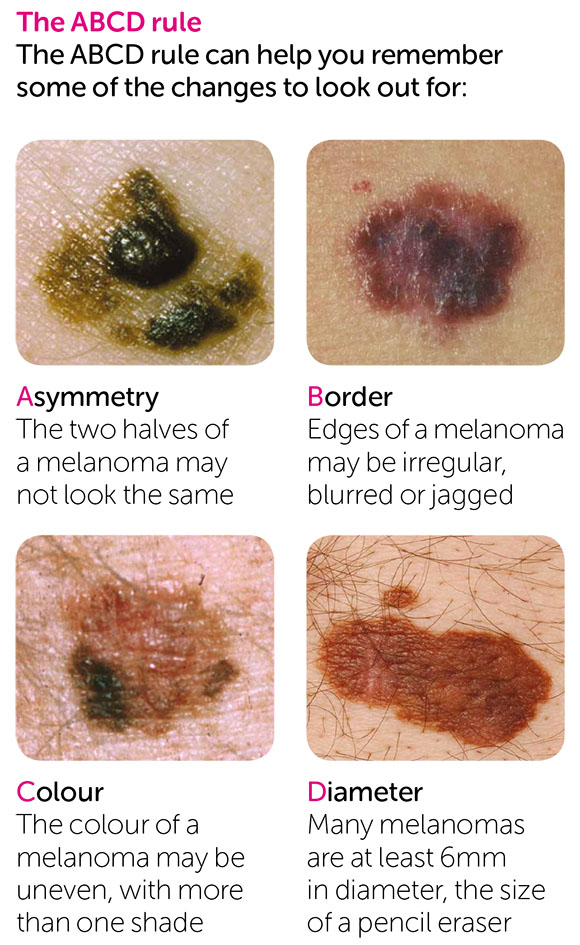 The ABCD rule
The ABCD rule can help you remember
some of the changes to look out for:
Asymmetry
The two halves of
a melanoma may
not look the same
Border
Edges of a melanoma
may be irregular,
blurred or jagged
Colour
The colour of a
melanoma may be
uneven, with more
than one shade
Diameter
Many melanomas
are at least 6mm
in diameter, the size
of a pencil eraser